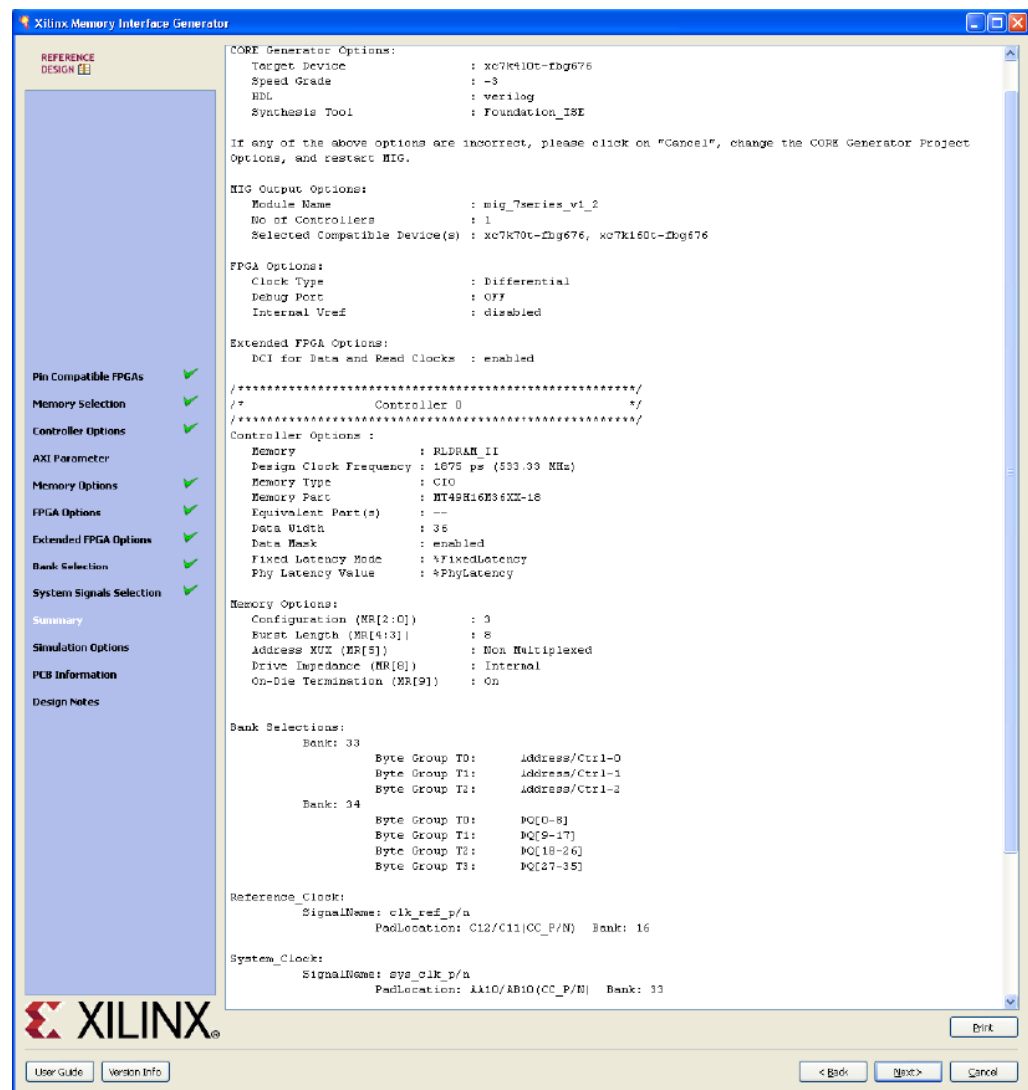 Xilinx Memory Interface Generator
REFERENCE
DESIGN
Pin Compatible FPGAs
Memory Selection
Controller Options
AXI Parameter
Memory Options
FPGA Options
Extended FPGA Options
Bank Selection
System Signals Selection
Summary
Simulation Options
PCB Information
Design Notes
CORE Generator Options:
Target Device : xc7k410t-fbg676
Speed Grade : -3
HDL : verilog
Synthesis Tool : Foundation_ISE
If any of the above options are incorrect, please click on "Cancel", change the CORE Generator Project
Options, and restart MIG.
MIG Output Options:
Module Name : mig_7series_v1_2
No of Controllers : 1
Selected Compatible Device(s) : xc7k70t-fbg676, xc7k160t-fbg676
FPGA Options:
Clock Type : Differential
Debug Port : OFF
Internal Vref : disabled
Extended FPGA Options:
DCI for Data and Read Clocks : enabled
/*******************************************************/
/* Controller 0 */
/*******************************************************/
Controller Options :
Memory : RLDRAM_II
Design Clock Frequency : 1875 ps (533.33 MHz)
Memory Type : CIO
Memory Part : MT49H16M36XX-18
Equivalent Part(s) : --
Data Width : 36
Data Mask : enabled
Fixed Latency Mode : %FixedLatency
Phy Latency Value : %PhyLatency
Memory Options:
Configuration (MR[2:0]) : 3
Burst Length (MR[4:3]) : 8
Address MUX (MR[5]) : Non Multiplexed
Drive Impedance (MR[8]) : Internal
On-Die Termination (MR[9]) : On
Bank Selections:
Bank: 33
Byte Group T0: Address/Ctrl-0
Byte Group T1: Address/Ctrl-1
Byte Group T2: Address/Ctrl-2
Bank: 34
Byte Group T0: DQ[0-8]
Byte Group T1: DQ[9-17]
Byte Group T2: DQ[18-26]
Byte Group T3: DQ[27-35]
Reference_Clock:
SignalName: clk_ref_p/n
PadLocation: C12/C11(CC_P/N) Bank: 16
System_Clock:
SignalName: sys_clk_p/n
PadLocation: AA10/AB10(CC_P/N) Bank: 33
XILINX®
Print
User Guide
Version Info
< Back
Next >
Cancel